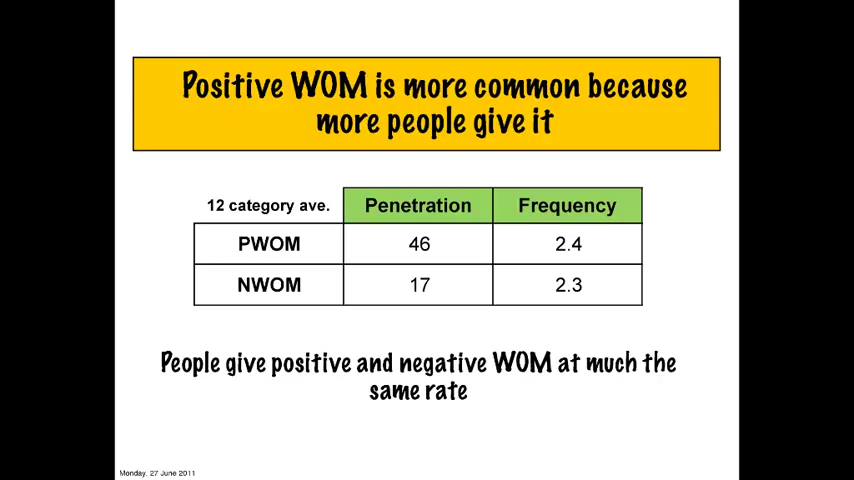 Positive WOM is more common because
more people give it
12 category ave. Penetration Frequency
PWOM 46 2.4
NWOM 17 2.3
People give positive and negative WOM at much the
same rate
Monday, 27 June 2011